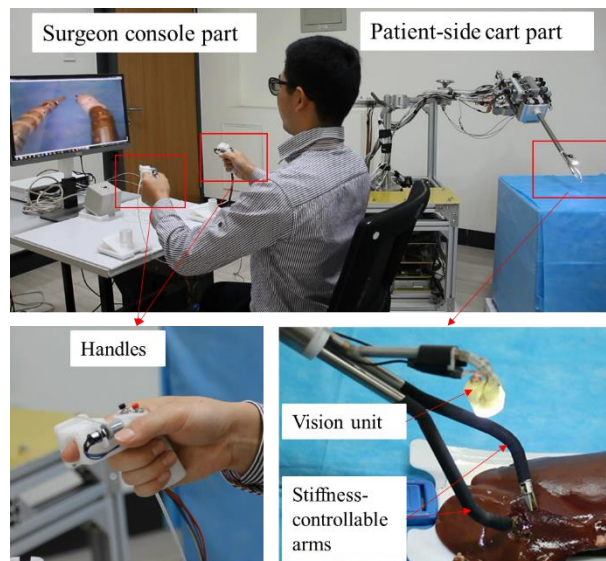 Surgeon console part
Patient-side cart part
Handles
Vision unit
Stiffness-
controllable
arms